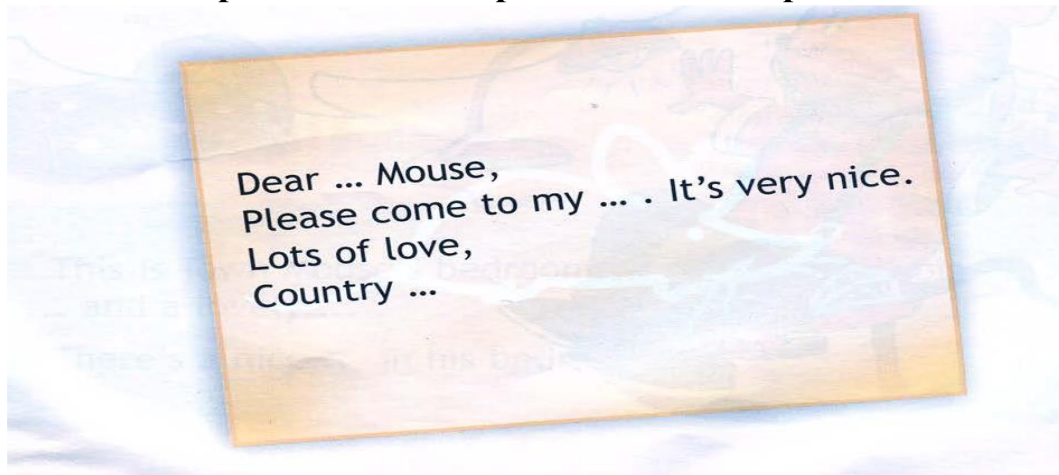 Dear ... Mouse,
Please come to my ... . It's very nice.
Lots of love,
Country ...